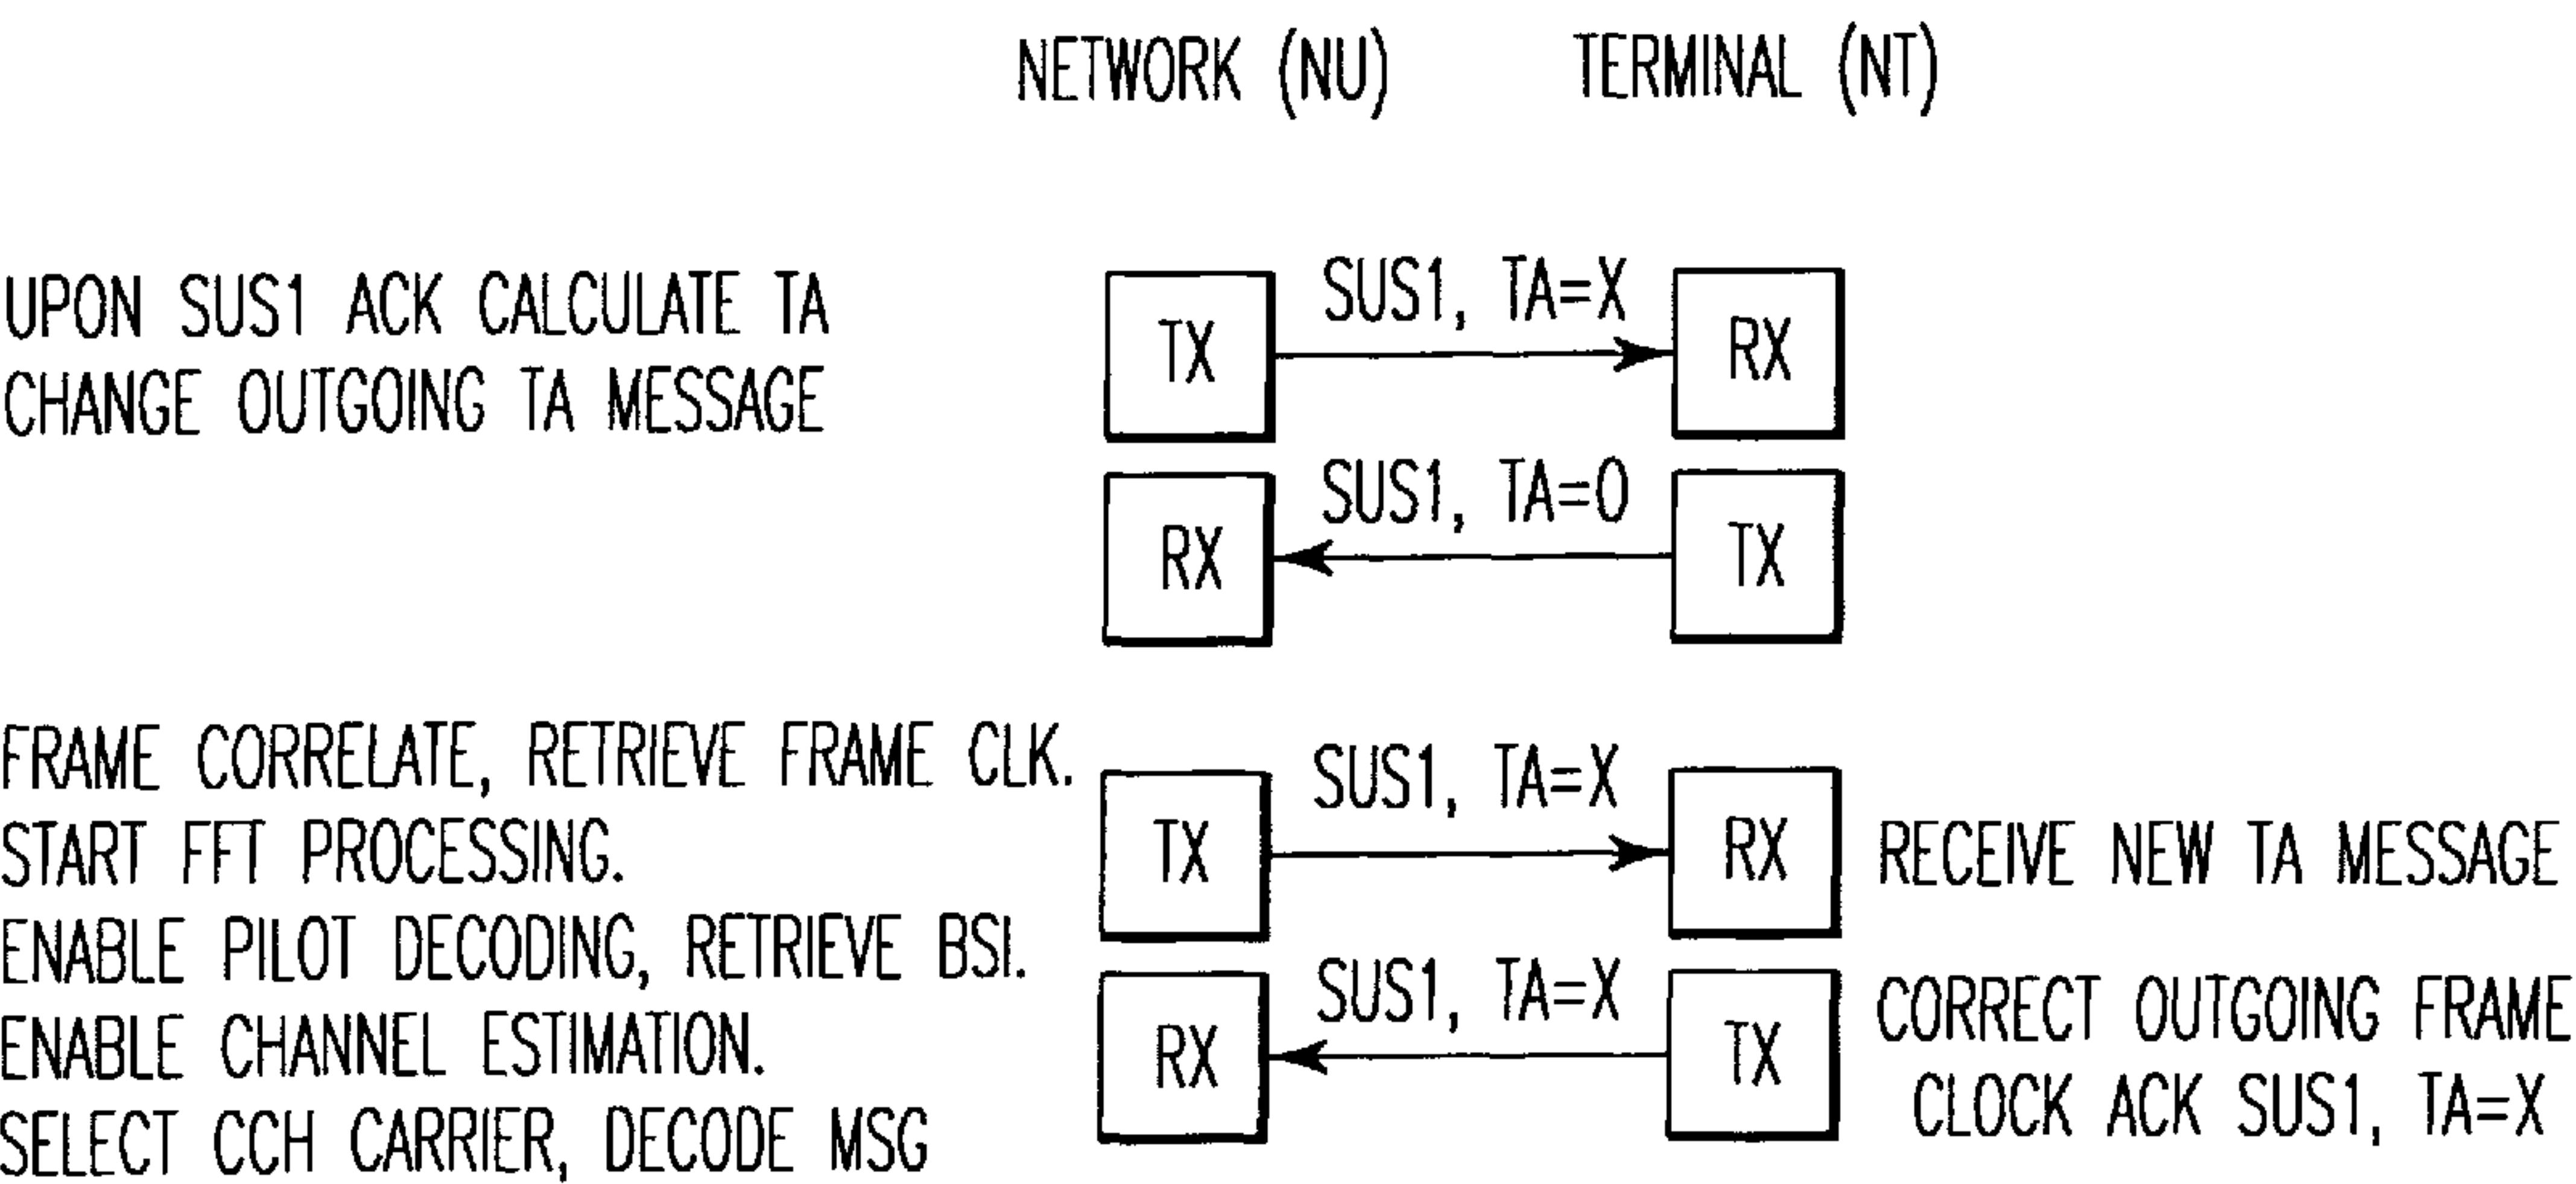 NETWORK (NU) TERMINAL (NT)
UPON SUS1 ACK CALCULATE TA
CHANGE OUTGOING TA MESSAGE
TX SUS1, TA=X RX
RX SUS1, TA=0 TX
FRAME CORRELATE, RETRIEVE FRAME CLK.
START FFT PROCESSING.
ENABLE PILOT DECODING, RETRIEVE BSI.
ENABLE CHANNEL ESTIMATION.
SELECT CCH CARRIER, DECODE MSG
TX SUS1, TA=X RX
RECEIVE NEW TA MESSAGE
RX SUS1, TA=X TX
CORRECT OUTGOING FRAME
CLOCK ACK SUS1, TA=X